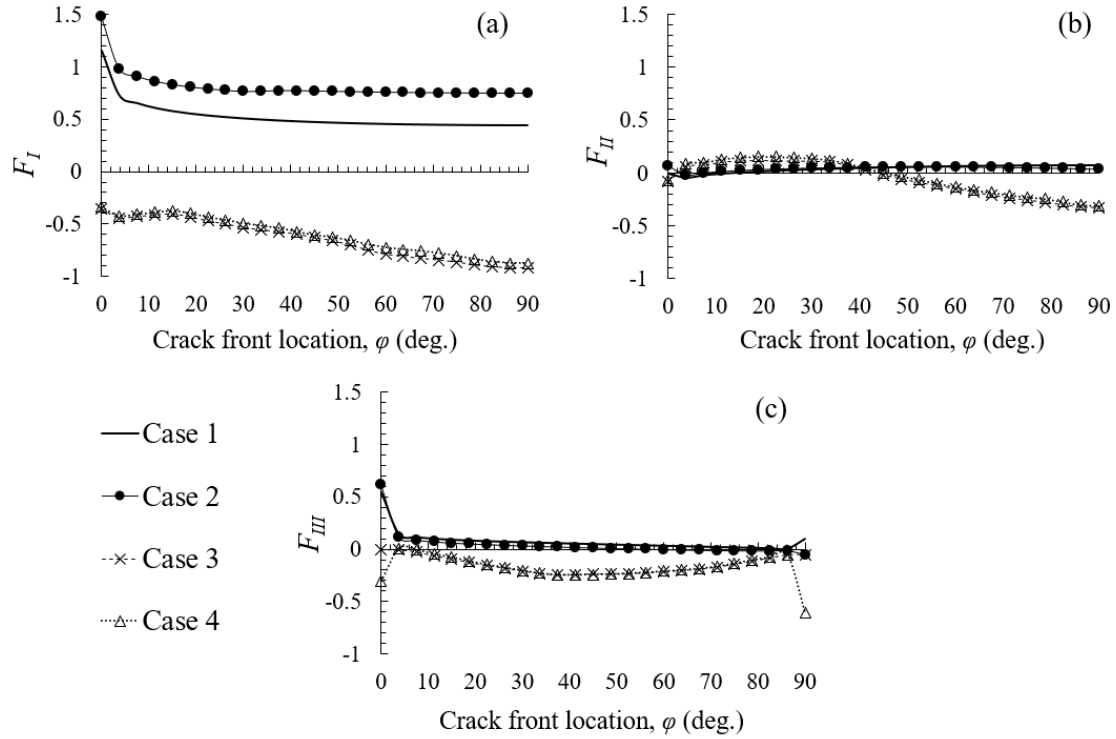 (a)
1.5
1
0.5
0
-0.5
-1
F_I
0 10 20 30 40 50 60 70 80 90
Crack front location, φ (deg.)
(b)
1.5
1
0.5
0
-0.5
-1
F_II
0 10 20 30 40 50 60 70 80 90
Crack front location, φ (deg.)
Case 1
Case 2
Case 3
Case 4
(c)
1.5
1
0.5
0
-0.5
-1
F_III
0 10 20 30 40 50 60 70 80 90
Crack front location, φ (deg.)